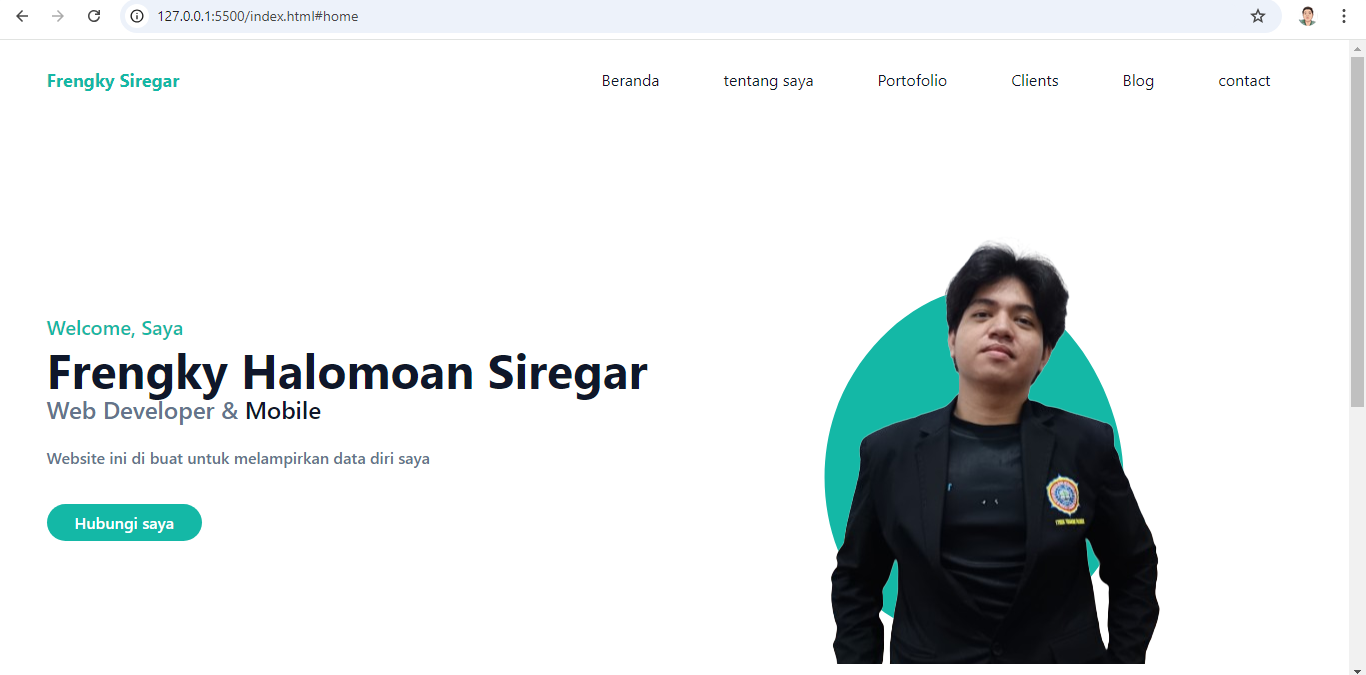 127.0.0.1:5500/index.html#home
Frengky Siregar Beranda tentang saya Portofolio Clients Blog contact
Welcome, Saya
Frengky Halomoan Siregar
Web Developer & Mobile
Website ini di buat untuk melampirkan data diri saya
Hubungi saya